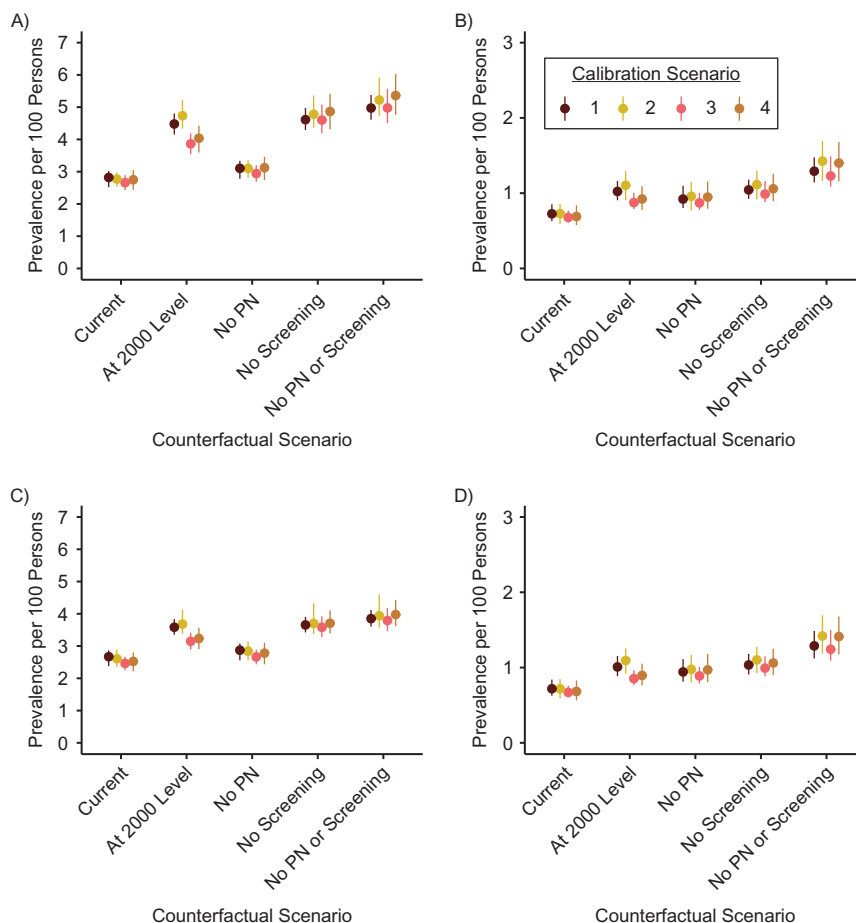 A)
Prevalence per 100 Persons
7
6
5
4
3
2
1
0
Current
At 2000 Level
No PN
No Screening
No PN or Screening
Counterfactual Scenario
B)
Prevalence per 100 Persons
3
2
1
0
Calibration Scenario
1 2 3 4
Current
At 2000 Level
No PN
No Screening
No PN or Screening
Counterfactual Scenario
C)
Prevalence per 100 Persons
7
6
5
4
3
2
1
0
Current
At 2000 Level
No PN
No Screening
No PN or Screening
Counterfactual Scenario
D)
Prevalence per 100 Persons
3
2
1
0
Current
At 2000 Level
No PN
No Screening
No PN or Screening
Counterfactual Scenario